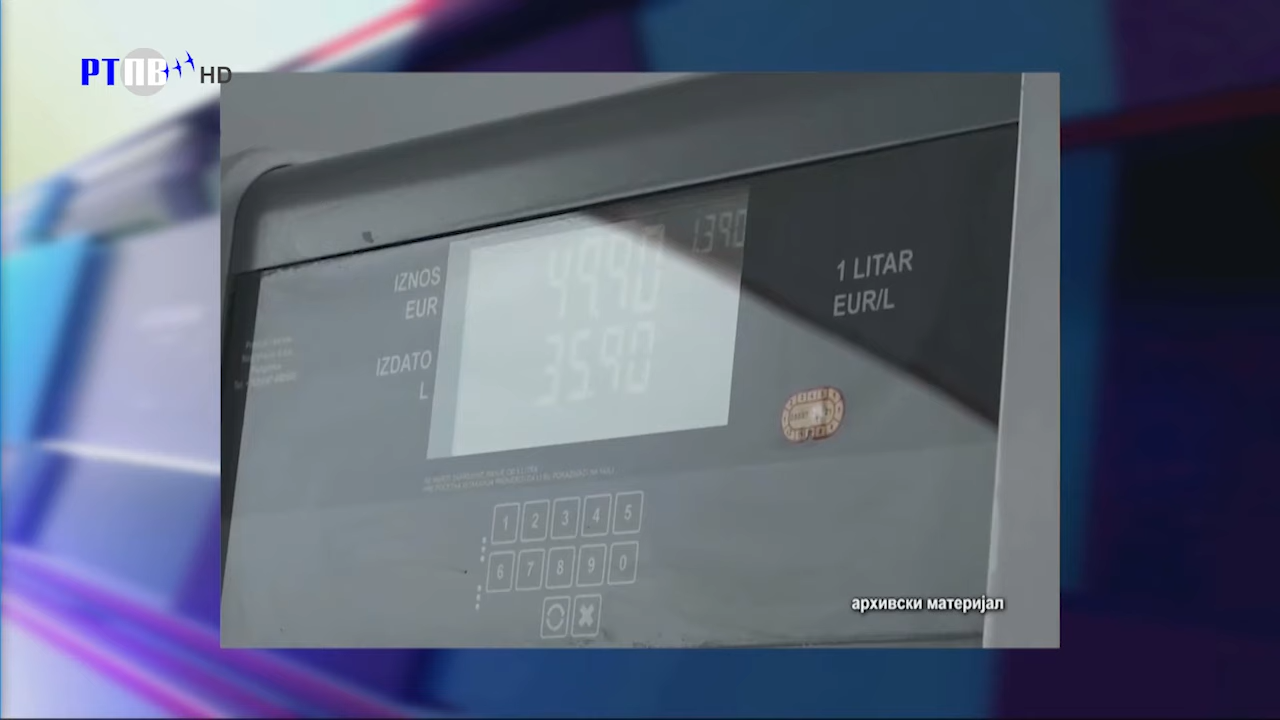 РТПВ HD
1.390
IZNOS
EUR
49.90
1 LITAR
EUR/L
IZDATO
L
35.90
1 2 3 4 5
6 7 8 9 0
архивски материјал